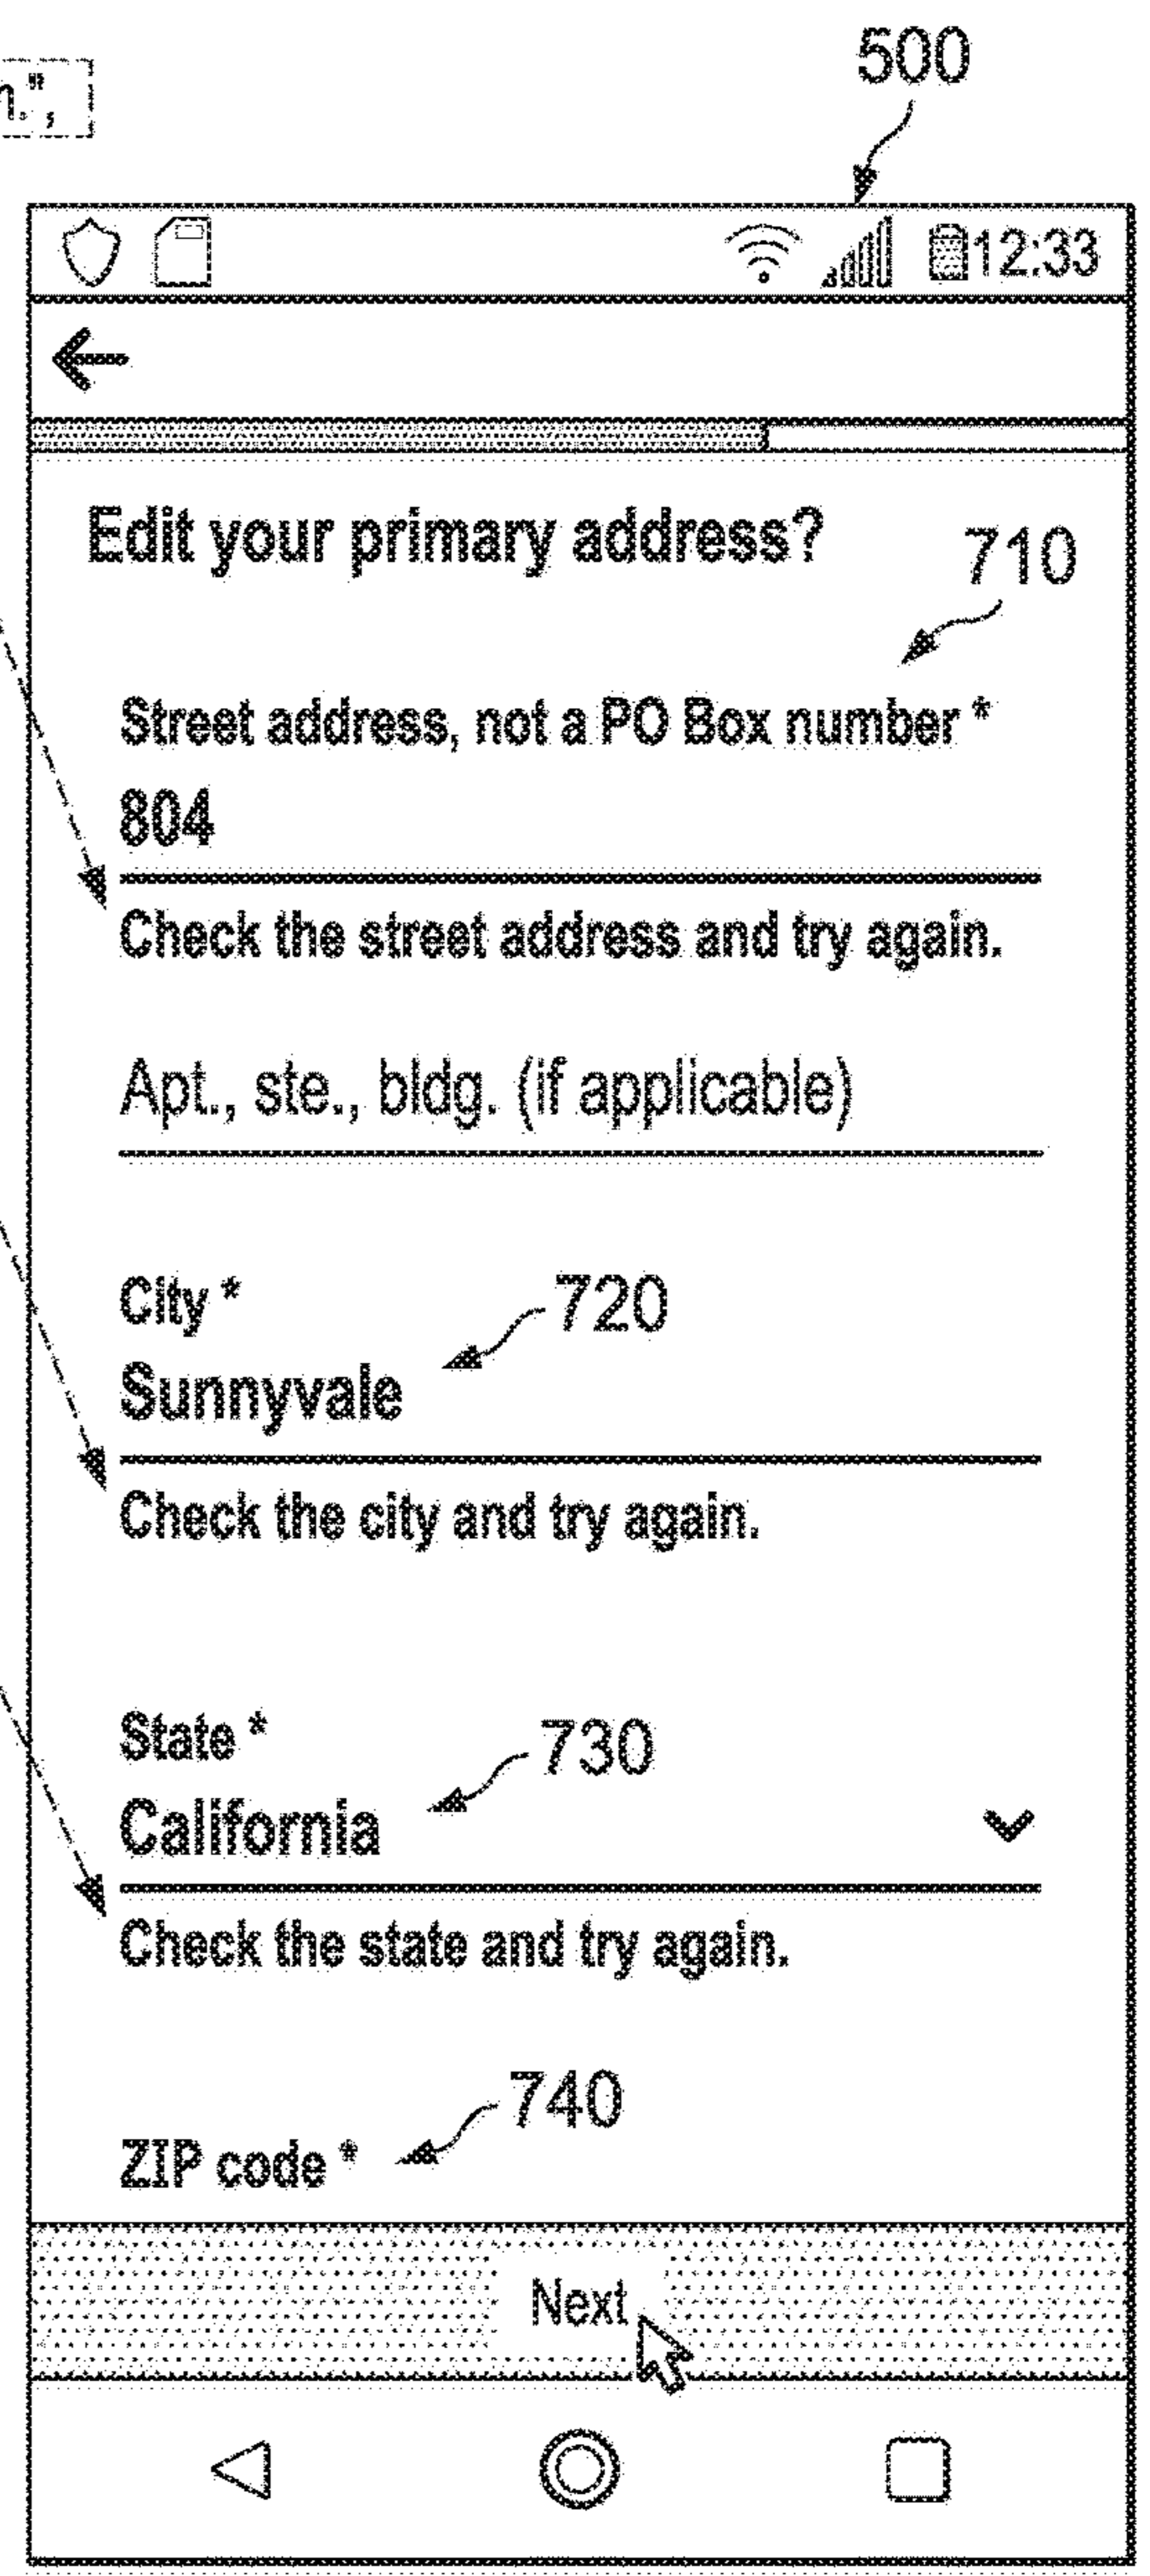 500
12:33
Edit your primary address?
710
Street address, not a PO Box number *
804
Check the street address and try again.
Apt., ste., bldg. (if applicable)
City *
720
Sunnyvale
Check the city and try again.
State *
730
California
Check the state and try again.
740
ZIP code *
Next